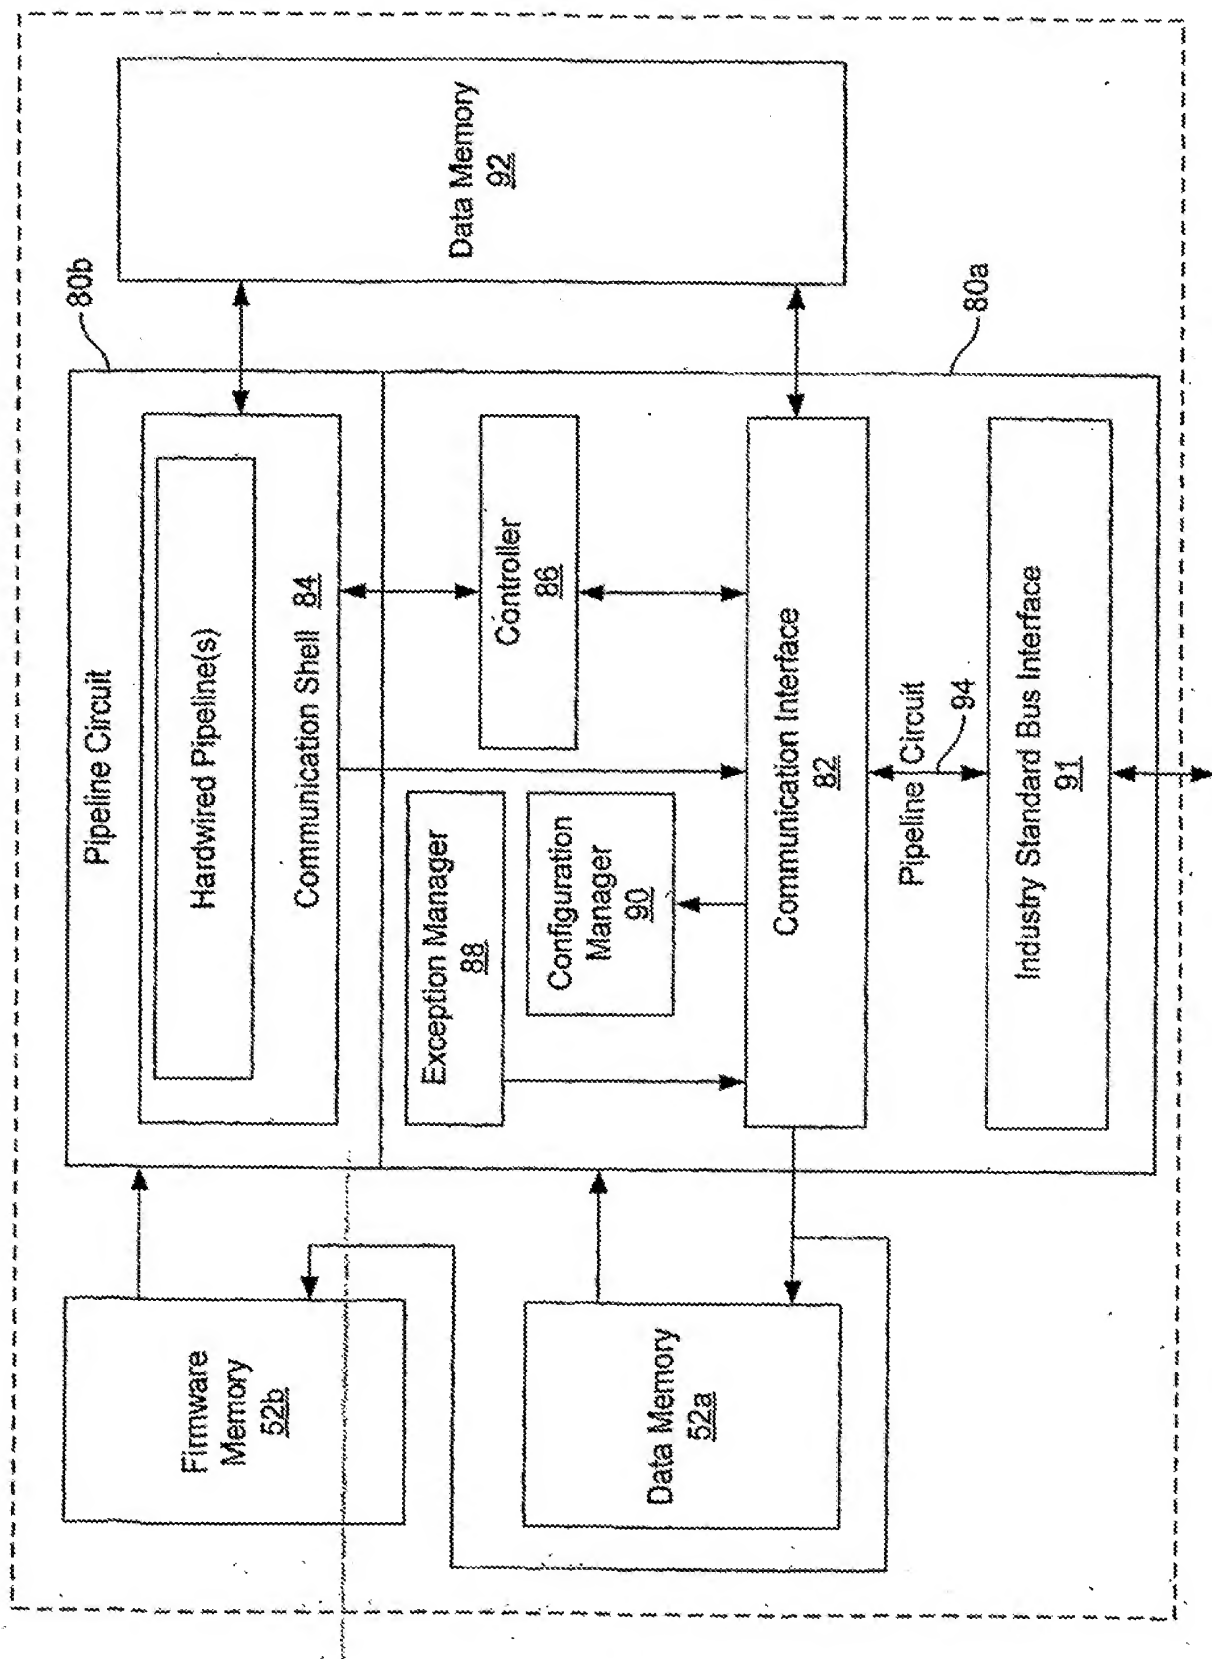 Firmware
Memory
52b
Data Memory
52a
Pipeline Circuit
80b
Hardwired Pipeline(s)
Communication Shell 84
Exception Manager
88
Configuration
Manager
90
Controller
86
Communication Interface
82
Pipeline Circuit
94
Industry Standard Bus Interface
91
80a
Data Memory
92